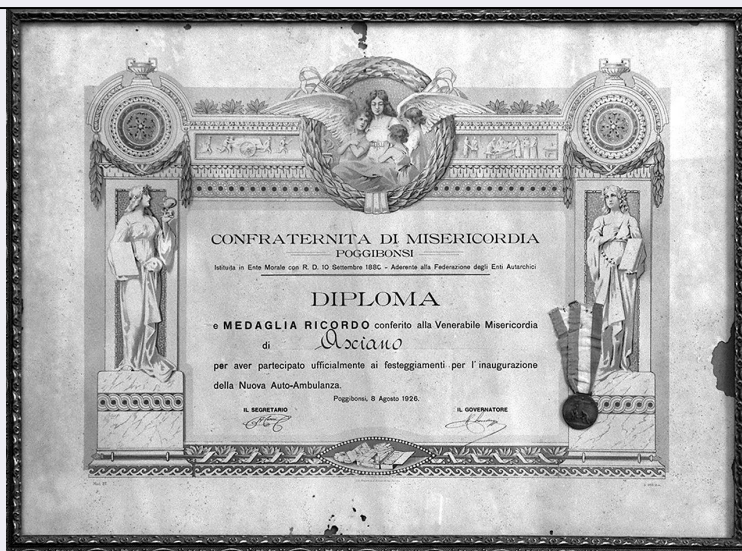 CONFRATERNITA DI MISERICORDIA
POGGIBONSI
Istituita in Ente Morale con R. D. 10 Settembre 1886 - Aderente alla Federazione degli Enti Autarchici
DIPLOMA
e MEDAGLIA RICORDO conferito alla Venerabile Misericordia
di Asciano
per aver partecipato ufficialmente ai festeggiamenti per l'inaugurazione
della Nuova Auto-Ambulanza.
Poggibonsi, 8 Agosto 1926.
IL SEGRETARIO
IL GOVERNATORE